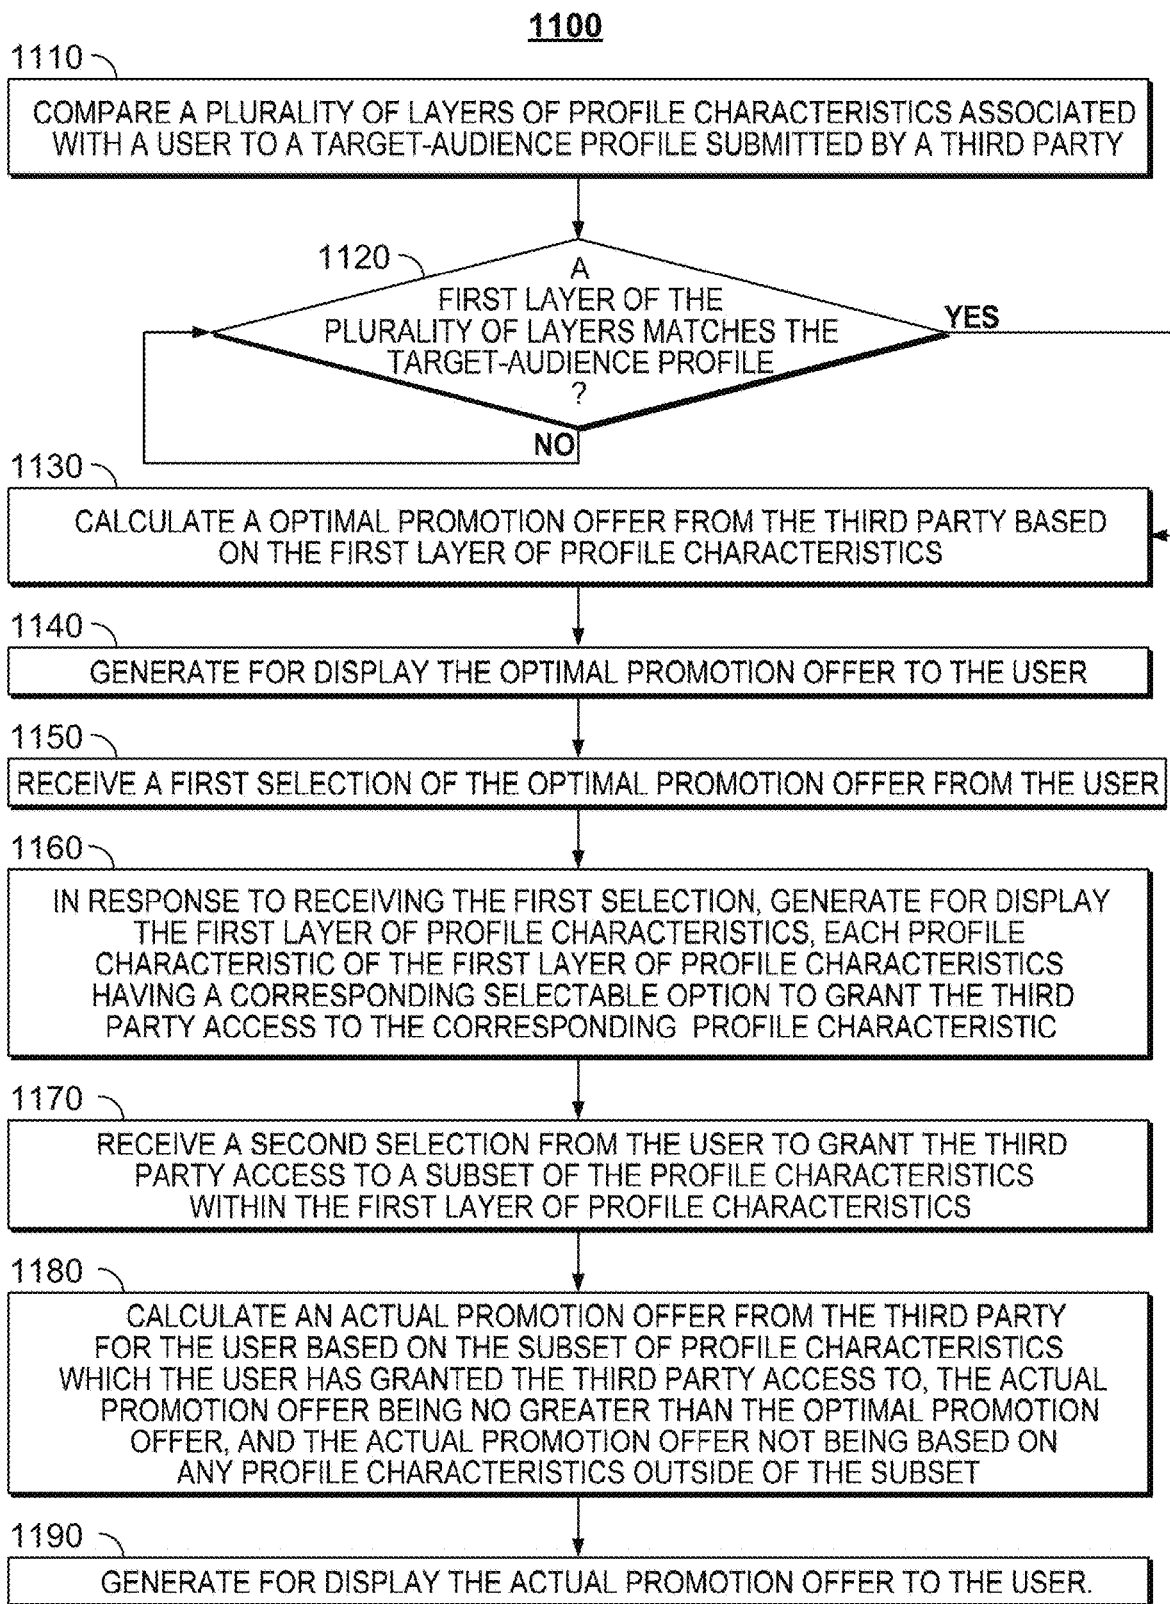 1100
1110
COMPARE A PLURALITY OF LAYERS OF PROFILE CHARACTERISTICS ASSOCIATED
WITH A USER TO A TARGET-AUDIENCE PROFILE SUBMITTED BY A THIRD PARTY
1120
A
FIRST LAYER OF THE
PLURALITY OF LAYERS MATCHES THE
TARGET-AUDIENCE PROFILE
?
YES
NO
1130
CALCULATE A OPTIMAL PROMOTION OFFER FROM THE THIRD PARTY BASED
ON THE FIRST LAYER OF PROFILE CHARACTERISTICS
1140
GENERATE FOR DISPLAY THE OPTIMAL PROMOTION OFFER TO THE USER
1150
RECEIVE A FIRST SELECTION OF THE OPTIMAL PROMOTION OFFER FROM THE USER
1160
IN RESPONSE TO RECEIVING THE FIRST SELECTION, GENERATE FOR DISPLAY
THE FIRST LAYER OF PROFILE CHARACTERISTICS, EACH PROFILE
CHARACTERISTIC OF THE FIRST LAYER OF PROFILE CHARACTERISTICS
HAVING A CORRESPONDING SELECTABLE OPTION TO GRANT THE THIRD
PARTY ACCESS TO THE CORRESPONDING PROFILE CHARACTERISTIC
1170
RECEIVE A SECOND SELECTION FROM THE USER TO GRANT THE THIRD
PARTY ACCESS TO A SUBSET OF THE PROFILE CHARACTERISTICS
WITHIN THE FIRST LAYER OF PROFILE CHARACTERISTICS
1180
CALCULATE AN ACTUAL PROMOTION OFFER FROM THE THIRD PARTY
FOR THE USER BASED ON THE SUBSET OF PROFILE CHARACTERISTICS
WHICH THE USER HAS GRANTED THE THIRD PARTY ACCESS TO, THE ACTUAL
PROMOTION OFFER BEING NO GREATER THAN THE OPTIMAL PROMOTION
OFFER, AND THE ACTUAL PROMOTION OFFER NOT BEING BASED ON
ANY PROFILE CHARACTERISTICS OUTSIDE OF THE SUBSET
1190
GENERATE FOR DISPLAY THE ACTUAL PROMOTION OFFER TO THE USER.